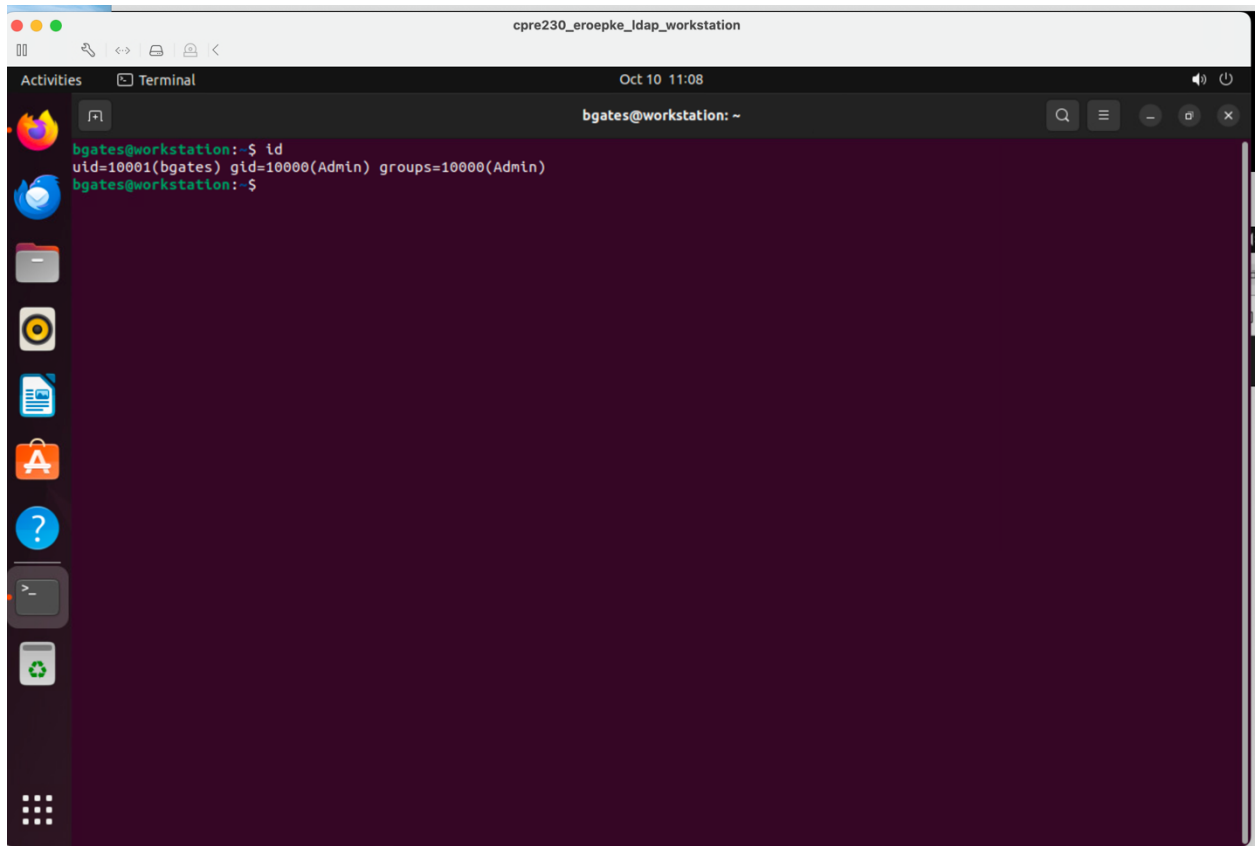 cpre230_eroepke_ldap_workstation
Activities Terminal Oct 10 11:08
bgates@workstation: ~
bgates@workstation:~$ id
uid=10001(bgates) gid=10000(Admin) groups=10000(Admin)
bgates@workstation:~$